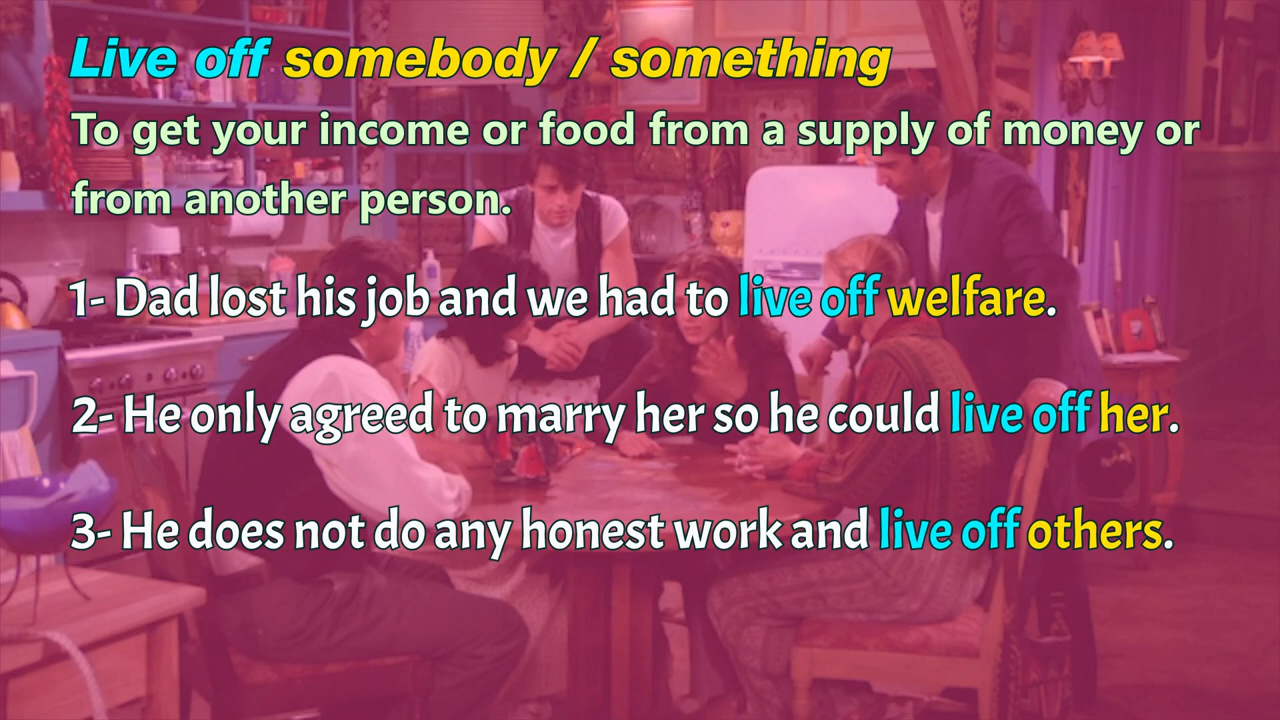 Live off somebody / something
To get your income or food from a supply of money or
from another person.
1- Dad lost his job and we had to live off welfare.
2- He only agreed to marry her so he could live off her.
3- He does not do any honest work and live off others.